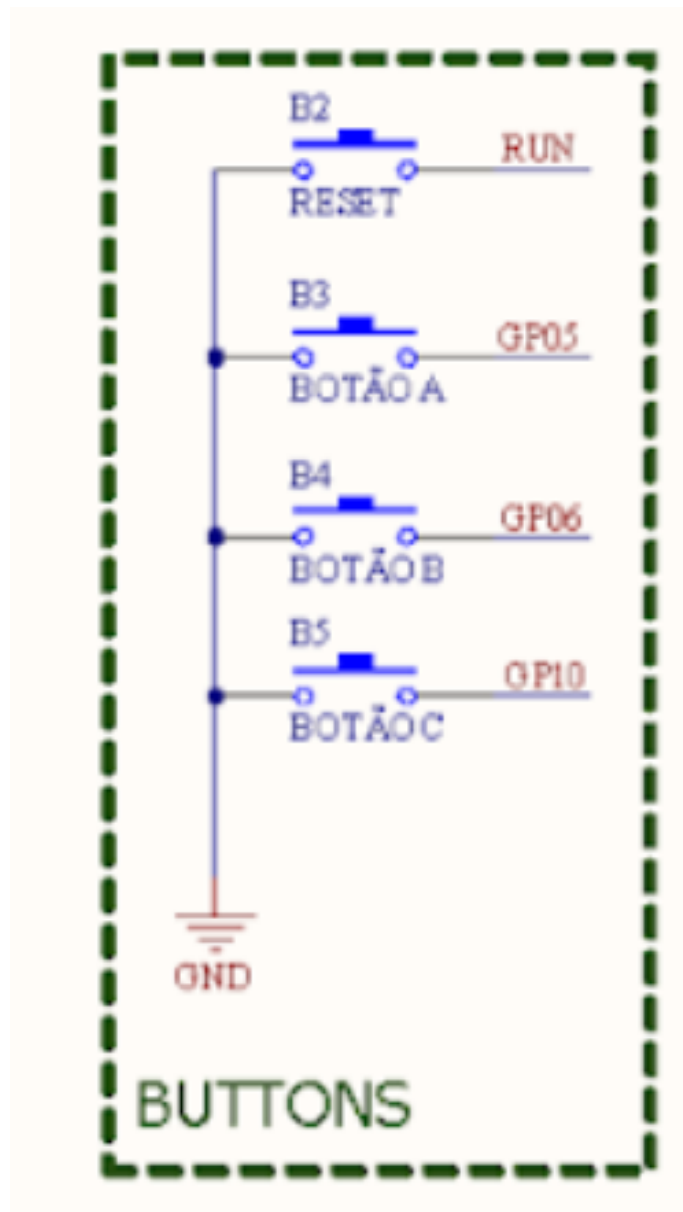 B2
RUN
RESET
B3
GP05
BOTÃO A
B4
GP06
BOTÃO B
B5
GP10
BOTÃO C
GND
BUTTONS